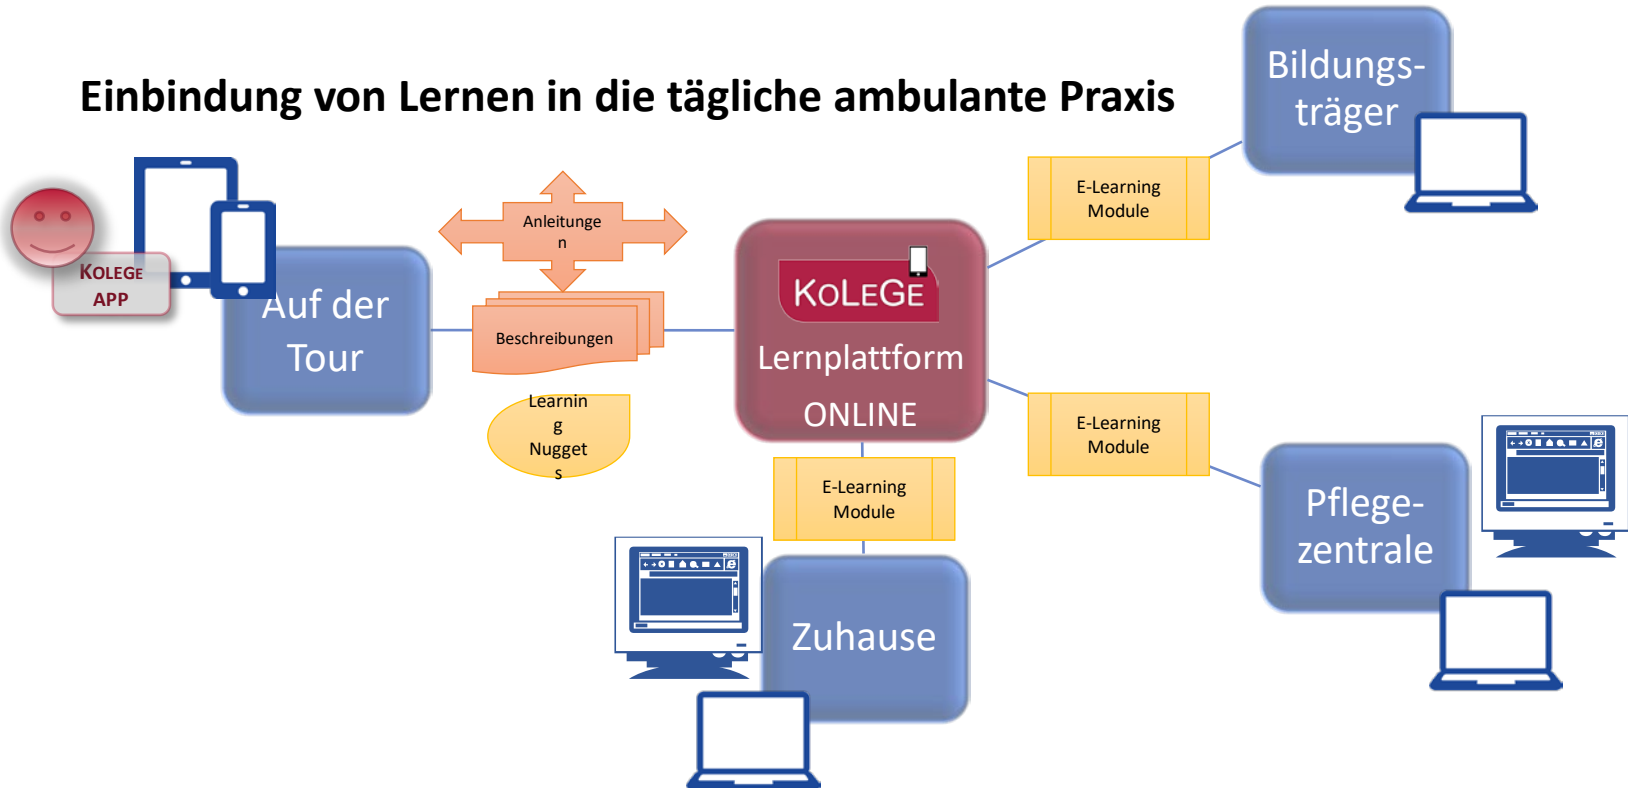 Einbindung von Lernen in die tägliche ambulante Praxis
Bildungs-
träger
E-Learning
Module
KOLEGE
APP
Auf der
Tour
Anleitunge
n
Beschreibungen
Learnin
g
Nugget
s
KOLEGE
Lernplattform
ONLINE
E-Learning
Module
Pflege-
zentrale
E-Learning
Module
Zuhause